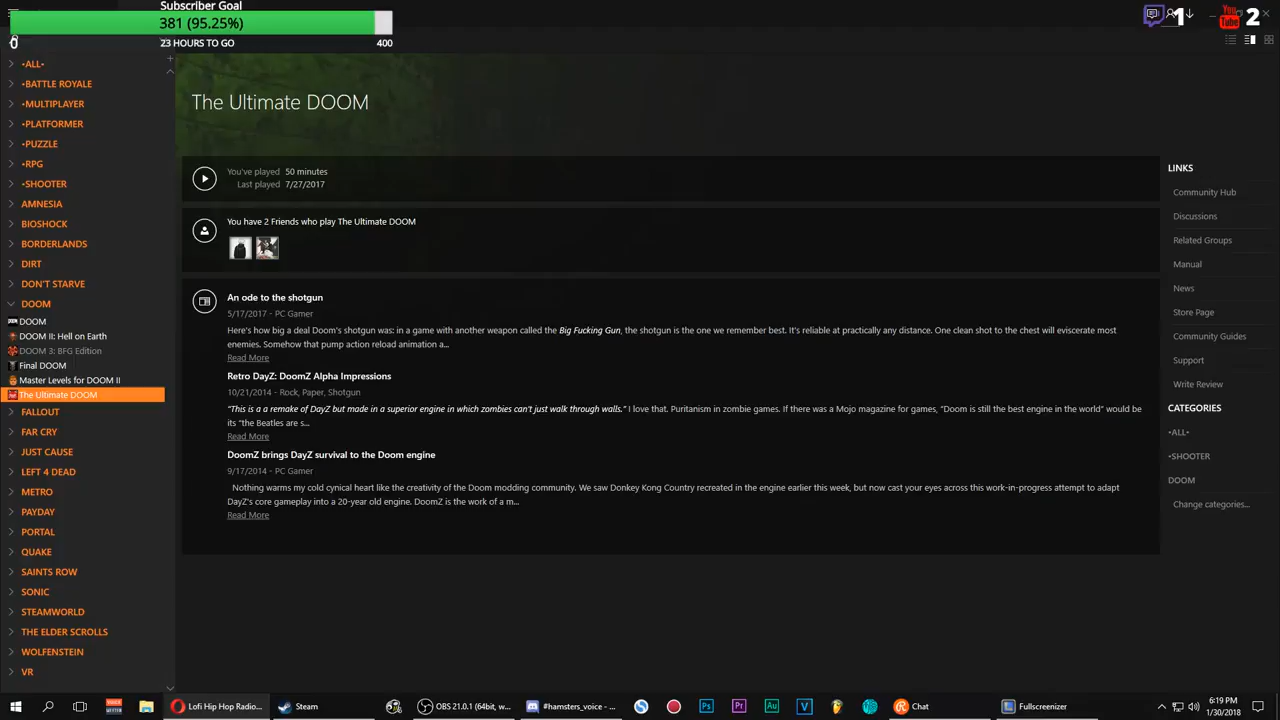 Subscriber Goal
381 (95.25%)
0
23 HOURS TO GO
400
1
You Tube
2
•ALL•
•BATTLE ROYALE
•MULTIPLAYER
•PLATFORMER
•PUZZLE
•RPG
•SHOOTER
AMNESIA
BIOSHOCK
BORDERLANDS
DIRT
DON'T STARVE
DOOM
DOOM
DOOM II: Hell on Earth
DOOM 3: BFG Edition
Final DOOM
Master Levels for DOOM II
The Ultimate DOOM
FALLOUT
FAR CRY
JUST CAUSE
LEFT 4 DEAD
METRO
PAYDAY
PORTAL
QUAKE
SAINTS ROW
SONIC
STEAMWORLD
THE ELDER SCROLLS
WOLFENSTEIN
VR
The Ultimate DOOM
You've played 50 minutes
Last played 7/27/2017
You have 2 Friends who play The Ultimate DOOM
An ode to the shotgun
5/17/2017 - PC Gamer
Here's how big a deal Doom's shotgun was: in a game with another weapon called the Big Fucking Gun, the shotgun is the one we remember best. It's reliable at practically any distance. One clean shot to the chest will eviscerate most
enemies. Somehow that pump action reload animation a...
Read More
Retro DayZ: DoomZ Alpha Impressions
10/21/2014 - Rock, Paper, Shotgun
“This is a a remake of DayZ but made in a superior engine in which zombies can't just walk through walls.” I love that. Puritanism in zombie games. If there was a Mojo magazine for games, “Doom is still the best engine in the world” would be
its “the Beatles are s...
Read More
DoomZ brings DayZ survival to the Doom engine
9/17/2014 - PC Gamer
Nothing warms my cold cynical heart like the creativity of the Doom modding community. We saw Donkey Kong Country recreated in the engine earlier this week, but now cast your eyes across this work-in-progress attempt to adapt
DayZ's core gameplay into a 20-year old engine. DoomZ is the work of a m...
Read More
LINKS
Community Hub
Discussions
Related Groups
Manual
News
Store Page
Community Guides
Support
Write Review
CATEGORIES
•ALL•
•SHOOTER
DOOM
Change categories...
Lofi Hip Hop Radio...
Steam
OBS 21.0.1 (64bit, w...
#hamsters_voice - ...
Ps
Pr
Au
V
Chat
Fullscreenizer
6:19 PM
1/30/2018